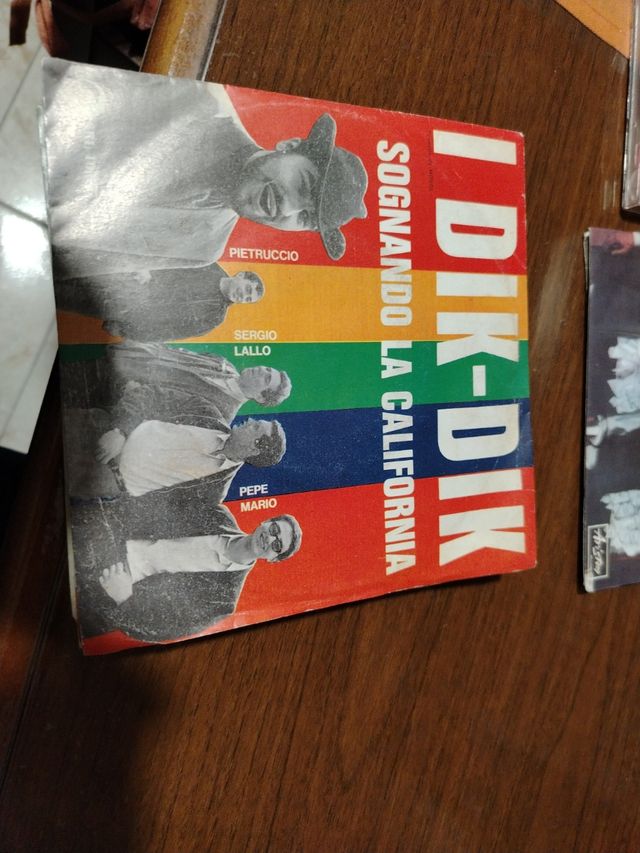 I DIK-DIK
SOGNANDO LA CALIFORNIA
PIETRUCCIO
SERGIO
LALLO
PEPE
MARIO